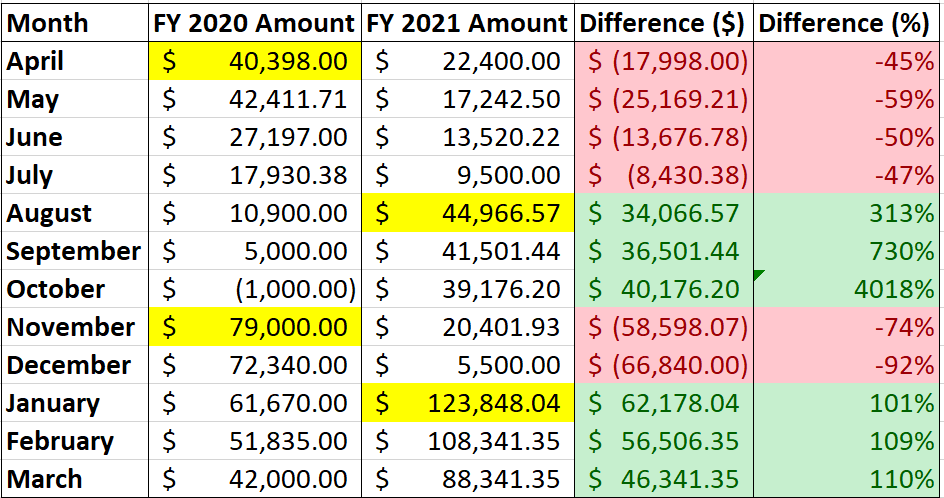 Month FY 2020 Amount FY 2021 Amount Difference ($) Difference (%)
April $ 40,398.00 $ 22,400.00 $ (17,998.00) -45%
May $ 42,411.71 $ 17,242.50 $ (25,169.21) -59%
June $ 27,197.00 $ 13,520.22 $ (13,676.78) -50%
July $ 17,930.38 $ 9,500.00 $ (8,430.38) -47%
August $ 10,900.00 $ 44,966.57 $ 34,066.57 313%
September $ 5,000.00 $ 41,501.44 $ 36,501.44 730%
October $ (1,000.00) $ 39,176.20 $ 40,176.20 4018%
November $ 79,000.00 $ 20,401.93 $ (58,598.07) -74%
December $ 72,340.00 $ 5,500.00 $ (66,840.00) -92%
January $ 61,670.00 $ 123,848.04 $ 62,178.04 101%
February $ 51,835.00 $ 108,341.35 $ 56,506.35 109%
March $ 42,000.00 $ 88,341.35 $ 46,341.35 110%